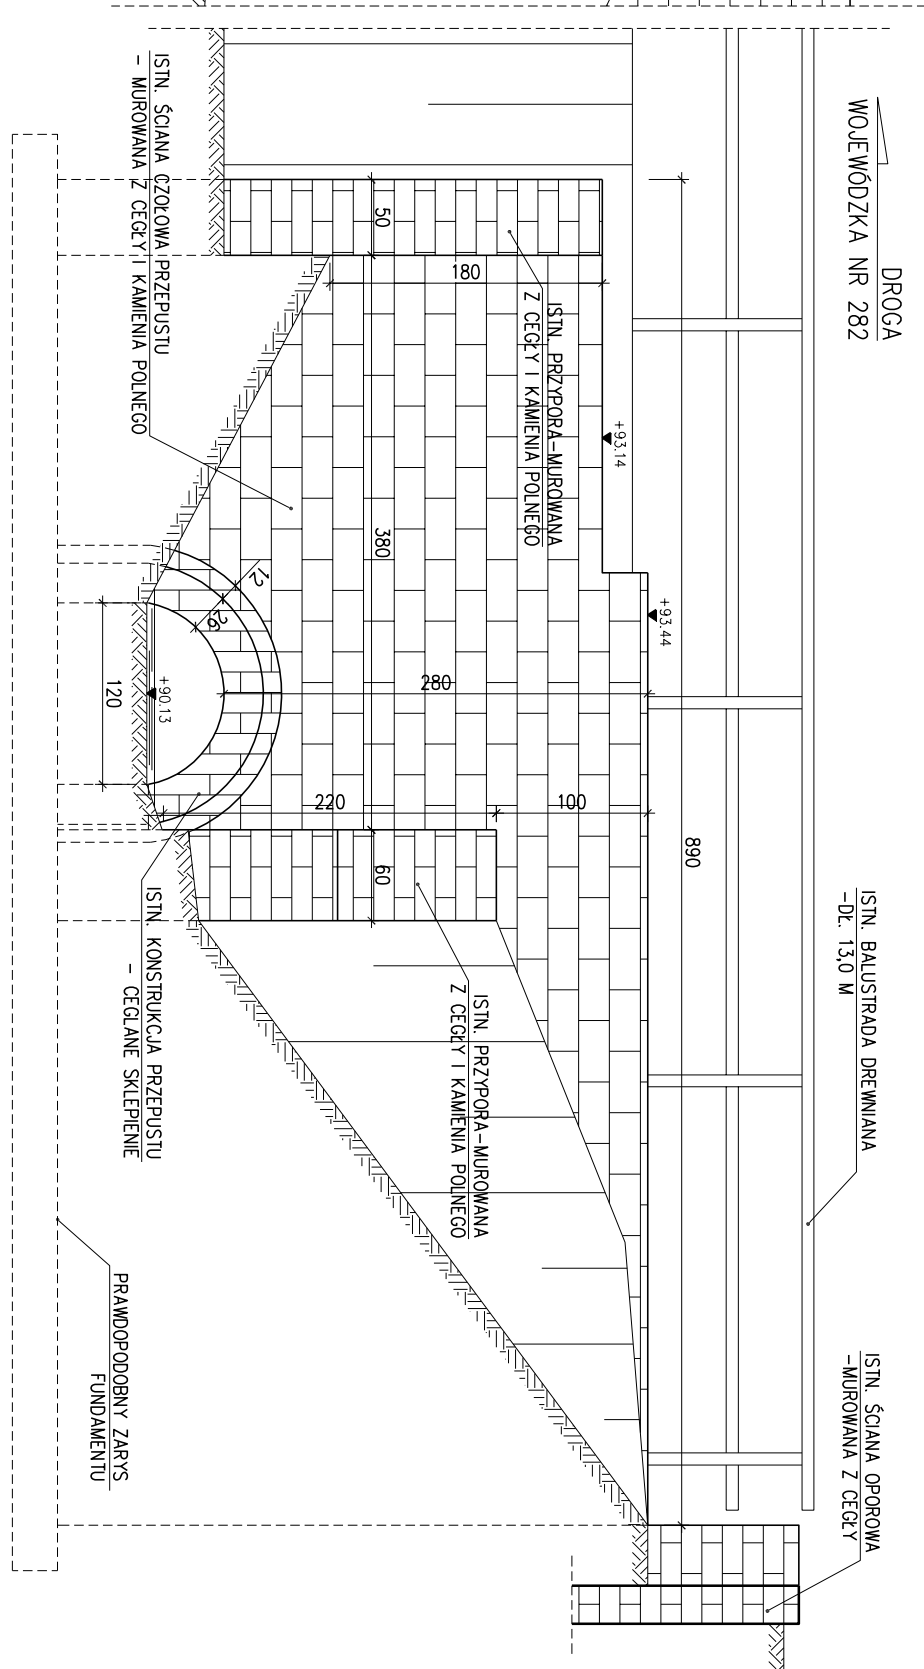 DROGA
WOJEWÓDZKA NR 282
ISTN. BALUSTRADA DREWNIANA
-DŁ. 13,0 M
ISTN. ŚCIANA OPOROWA
-MUROWANA Z CEGŁY
890
+93.14
+93.44
ISTN. PRZYPORA-MUROWANA
Z CEGŁY I KAMIENIA POLNEGO
180
280
100
220
50
380
60
ISTN. PRZYPORA-MUROWANA
Z CEGŁY I KAMIENIA POLNEGO
12
26
+90.13
120
ISTN. ŚCIANA CZOŁOWA PRZEPUSTU
- MUROWANA Z CEGŁY I KAMIENIA POLNEGO
ISTN. KONSTRUKCJA PRZEPUSTU
- CEGLANE SKLEPIENIE
PRAWDOPODOBNY ZARYS
FUNDAMENTU